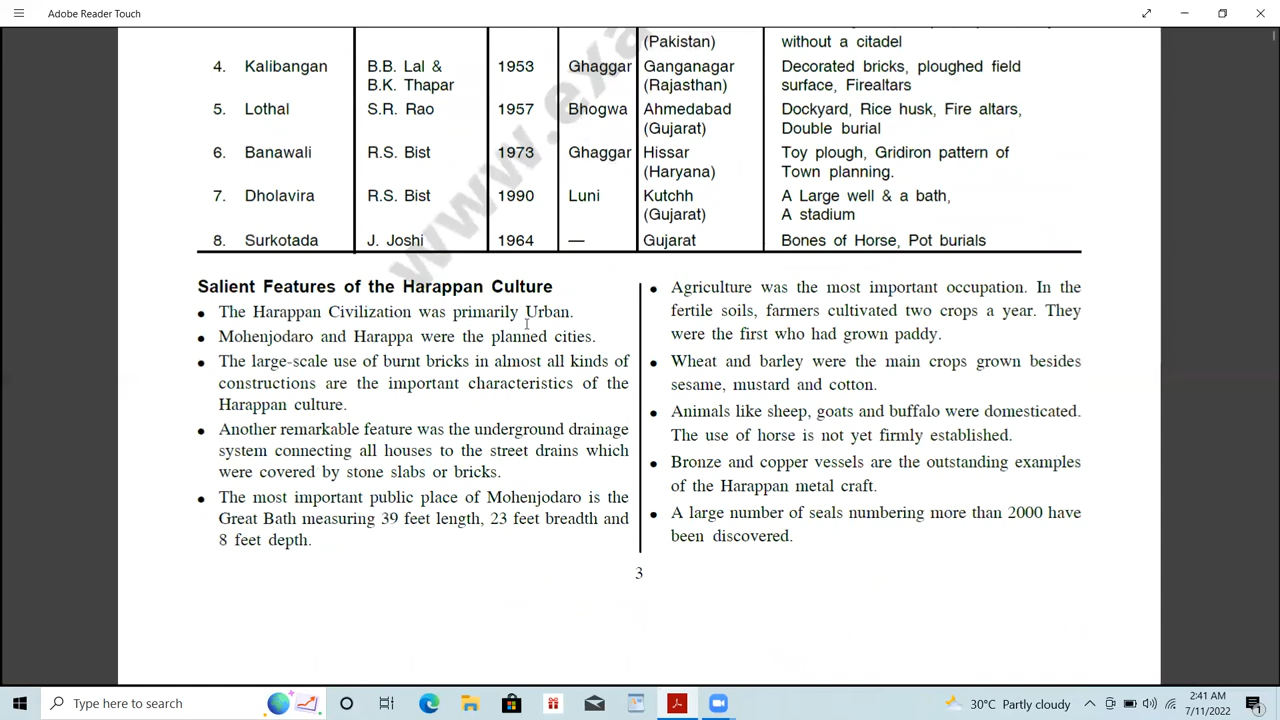 Adobe Reader Touch
(Pakistan) without a citadel
4. Kalibangan B.B. Lal & 1953 Ghaggar Ganganagar Decorated bricks, ploughed field
B.K. Thapar (Rajasthan) surface, Firealtars
5. Lothal S.R. Rao 1957 Bhogwa Ahmedabad Dockyard, Rice husk, Fire altars,
(Gujarat) Double burial
6. Banawali R.S. Bist 1973 Ghaggar Hissar Toy plough, Gridiron pattern of
(Haryana) Town planning.
7. Dholavira R.S. Bist 1990 Luni Kutchh A Large well & a bath,
(Gujarat) A stadium
8. Surkotada J. Joshi 1964 — Gujarat Bones of Horse, Pot burials
www.exa
Salient Features of the Harappan Culture
• The Harappan Civilization was primarily Urban.
• Mohenjodaro and Harappa were the planned cities.
• The large-scale use of burnt bricks in almost all kinds of
constructions are the important characteristics of the
Harappan culture.
• Another remarkable feature was the underground drainage
system connecting all houses to the street drains which
were covered by stone slabs or bricks.
• The most important public place of Mohenjodaro is the
Great Bath measuring 39 feet length, 23 feet breadth and
8 feet depth.
• Agriculture was the most important occupation. In the
fertile soils, farmers cultivated two crops a year. They
were the first who had grown paddy.
• Wheat and barley were the main crops grown besides
sesame, mustard and cotton.
• Animals like sheep, goats and buffalo were domesticated.
The use of horse is not yet firmly established.
• Bronze and copper vessels are the outstanding examples
of the Harappan metal craft.
• A large number of seals numbering more than 2000 have
been discovered.
3
Type here to search
30°C Partly cloudy
2:41 AM
7/11/2022
1